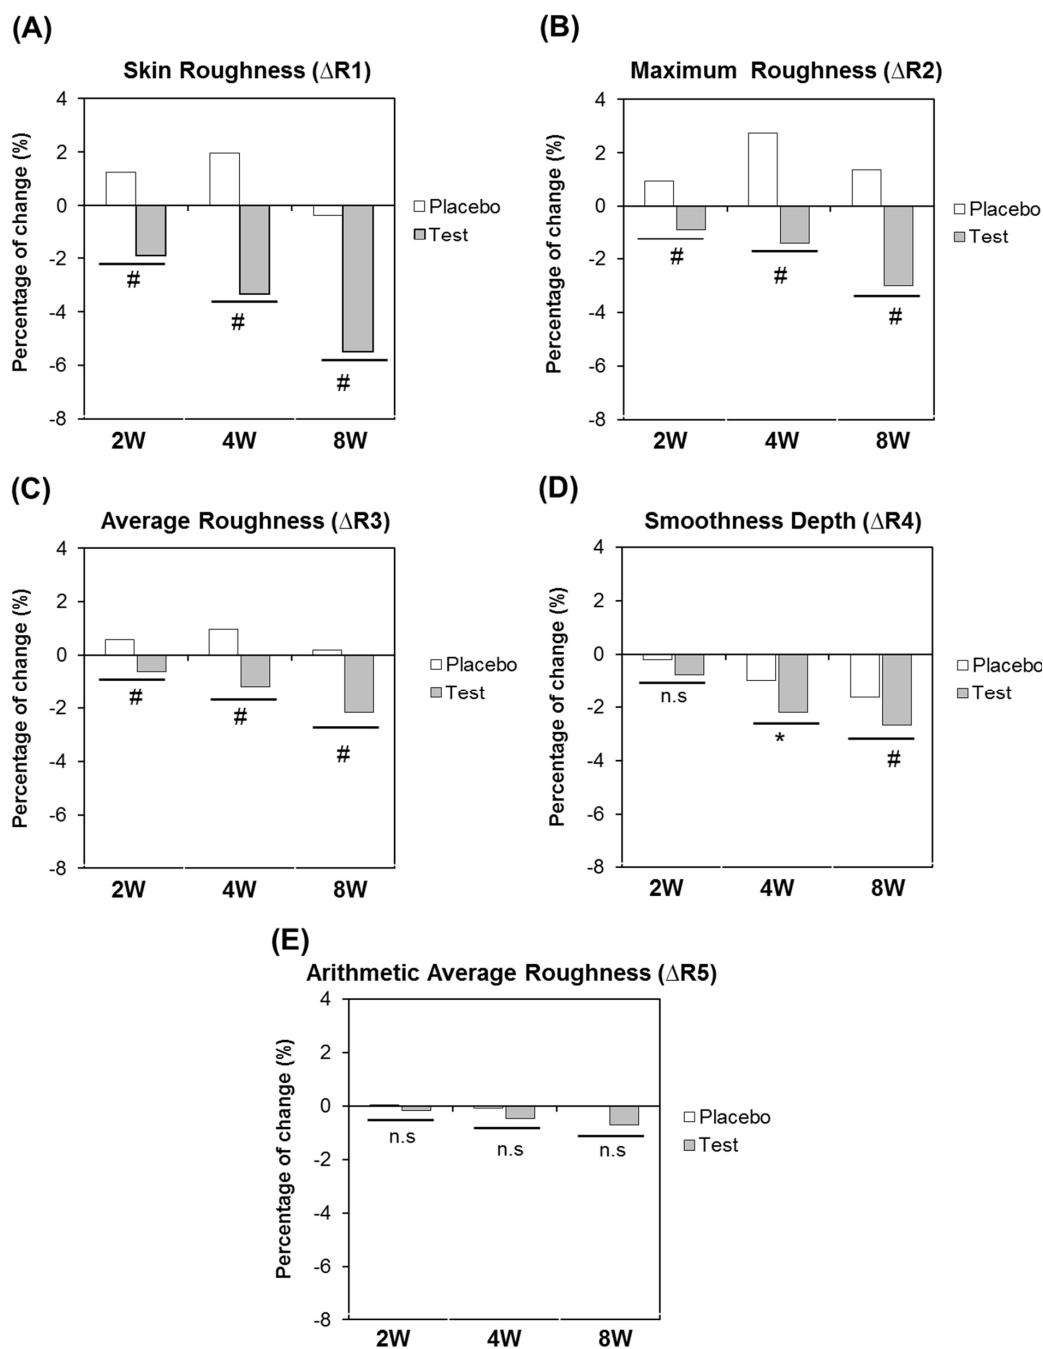 (A)
Skin Roughness (ΔR1)
Percentage of change (%)
4
2
0
-2
-4
-6
-8
#
#
#
2W 4W 8W
Placebo
Test
(B)
Maximum Roughness (ΔR2)
Percentage of change (%)
4
2
0
-2
-4
-6
-8
#
#
#
2W 4W 8W
Placebo
Test
(C)
Average Roughness (ΔR3)
Percentage of change (%)
4
2
0
-2
-4
-6
-8
#
#
#
2W 4W 8W
Placebo
Test
(D)
Smoothness Depth (ΔR4)
Percentage of change (%)
4
2
0
-2
-4
-6
-8
n.s
*
#
2W 4W 8W
Placebo
Test
(E)
Arithmetic Average Roughness (ΔR5)
Percentage of change (%)
4
2
0
-2
-4
-6
-8
n.s
n.s
n.s
2W 4W 8W
Placebo
Test